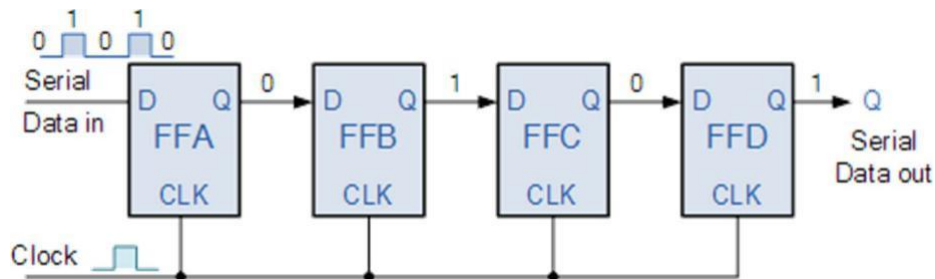 0 1 0 1 0
Serial
Data in
D Q
FFA
CLK
0
D Q
FFB
CLK
1
D Q
FFC
CLK
0
D Q
FFD
CLK
1
Q
Serial
Data out
Clock